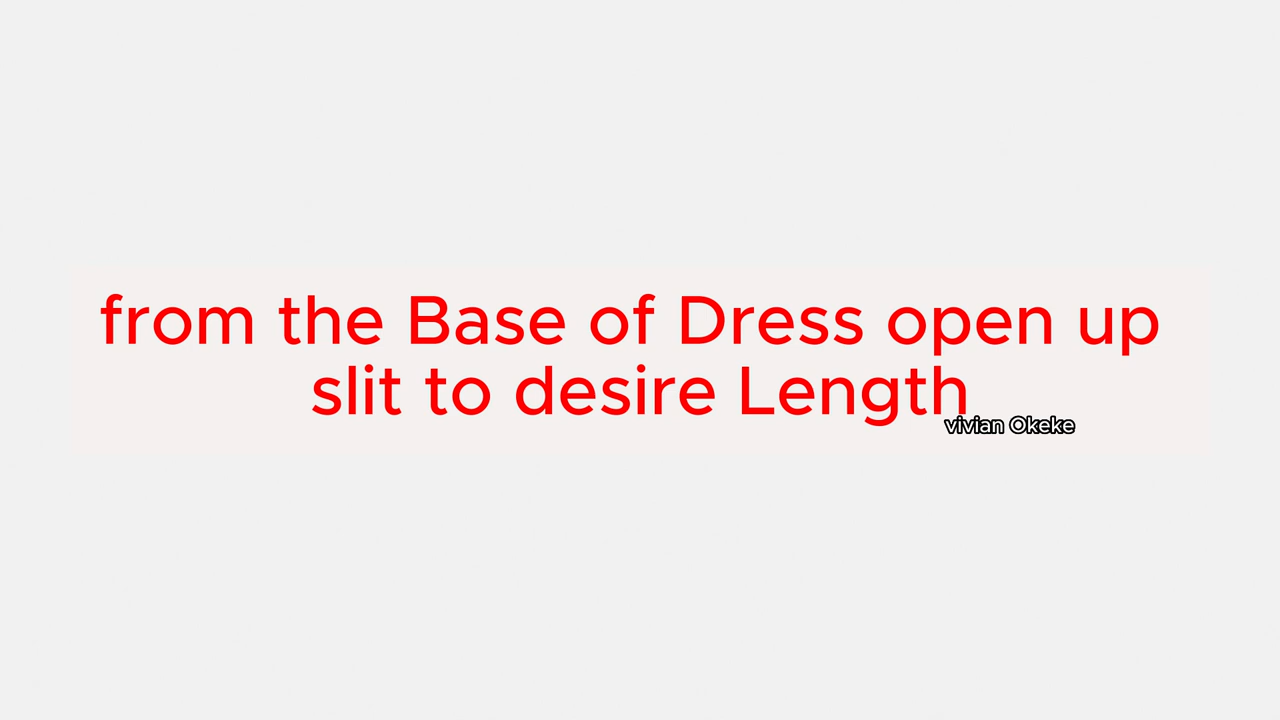 from the Base of Dress open up
slit to desire Length
vivian Okeke